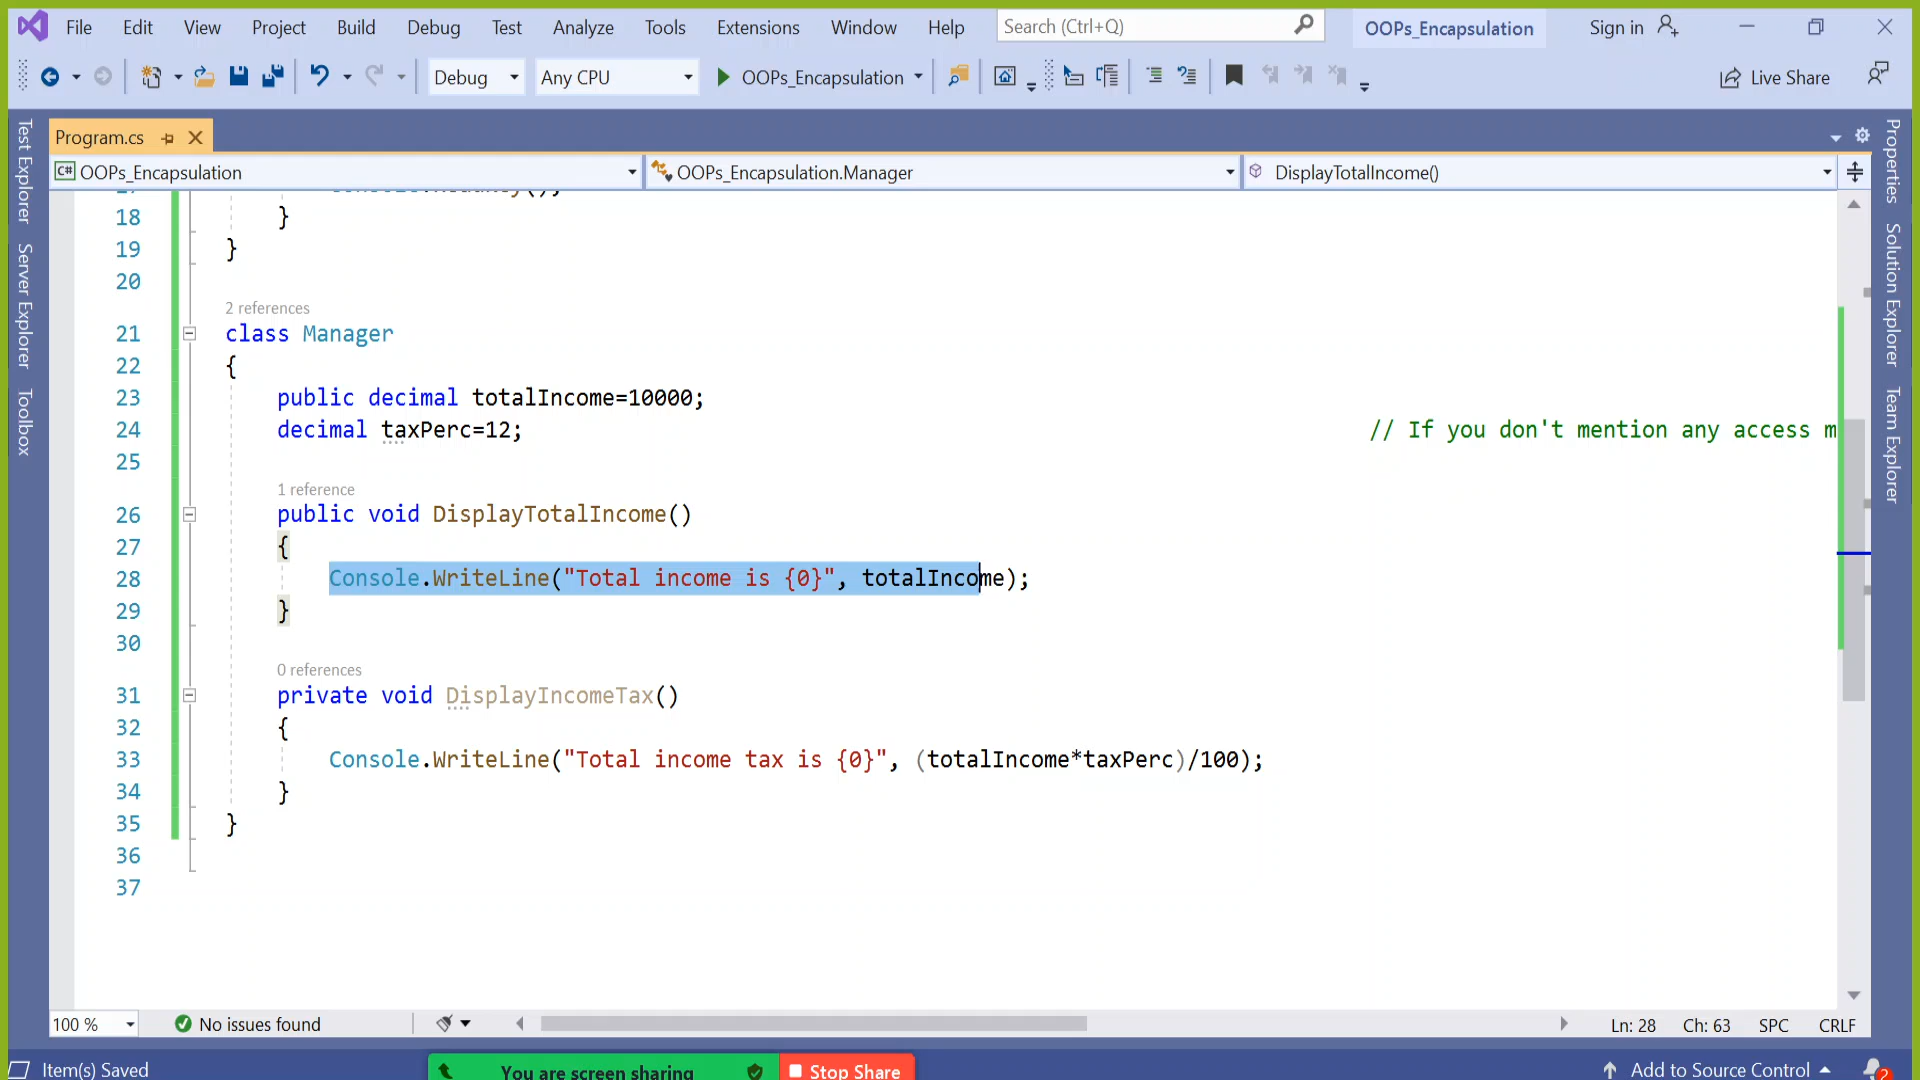 File Edit View Project Build Debug Test Analyze Tools Extensions Window Help Search (Ctrl+Q) OOPs_Encapsulation Sign in
Debug Any CPU OOPs_Encapsulation Live Share
Program.cs
C# OOPs_Encapsulation OOPs_Encapsulation.Manager DisplayTotalIncome()
Test Explorer
Server Explorer
Toolbox
18 }
19 }
20
2 references
21 class Manager
22 {
23 public decimal totalIncome=10000;
24 decimal taxPerc=12; // If you don't mention any access m
25
1 reference
26 public void DisplayTotalIncome()
27 {
28 Console.WriteLine("Total income is {0}", totalIncome);
29 }
30
0 references
31 private void DisplayIncomeTax()
32 {
33 Console.WriteLine("Total income tax is {0}", (totalIncome*taxPerc)/100);
34 }
35 }
36
37
Properties
Solution Explorer
Team Explorer
100 % No issues found Ln: 28 Ch: 63 SPC CRLF
Item(s) Saved You are screen sharing Stop Share Add to Source Control 2